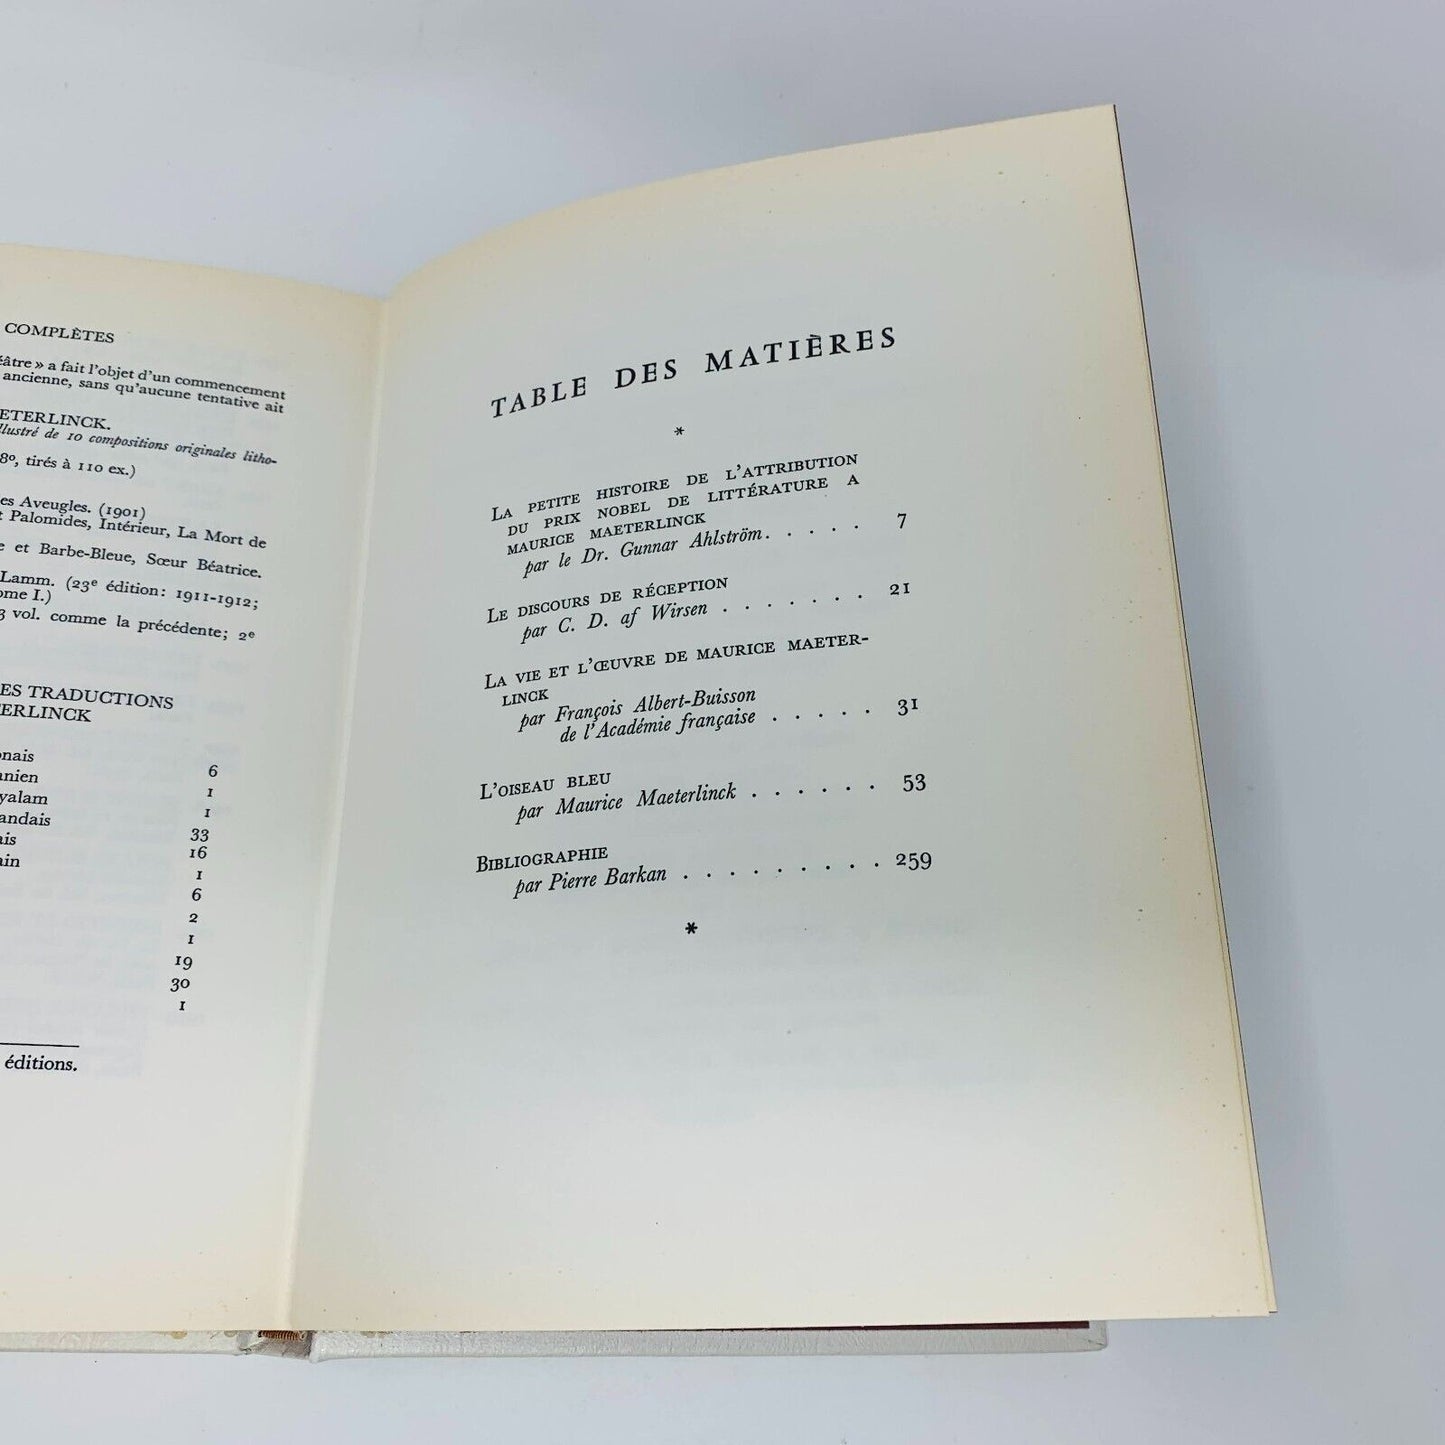 COMPLÈTES
éâtre » a fait l'objet d'un commencement
ancienne, sans qu'aucune tentative ait
ETERLINCK.
llustré de 10 compositions originales litho-
8º, tirés à 110 ex.)
es Aveugles. (1901)
t Palomides, Intérieur, La Mort de
e et Barbe-Bleue, Sœur Béatrice.
Lamm. (23e édition: 1911-1912;
ome I.)
3 vol. comme la précédente; 2e
ES TRADUCTIONS
TERLINCK
onais 6
anien 1
yalam 1
andais 33
ais 16
ain 1
6
2
1
19
30
1
éditions.
TABLE DES MATIÈRES
*
LA PETITE HISTOIRE DE L'ATTRIBUTION
DU PRIX NOBEL DE LITTÉRATURE A
MAURICE MAETERLINCK
par le Dr. Gunnar Ahlström. . . . . 7
LE DISCOURS DE RÉCEPTION
par C. D. af Wirsen . . . . . . . 21
LA VIE ET L'ŒUVRE DE MAURICE MAETER-
LINCK
par François Albert-Buisson
de l'Académie française . . . . . 31
L'OISEAU BLEU
par Maurice Maeterlinck . . . . . . 53
BIBLIOGRAPHIE
par Pierre Barkan . . . . . . . . . 259
*